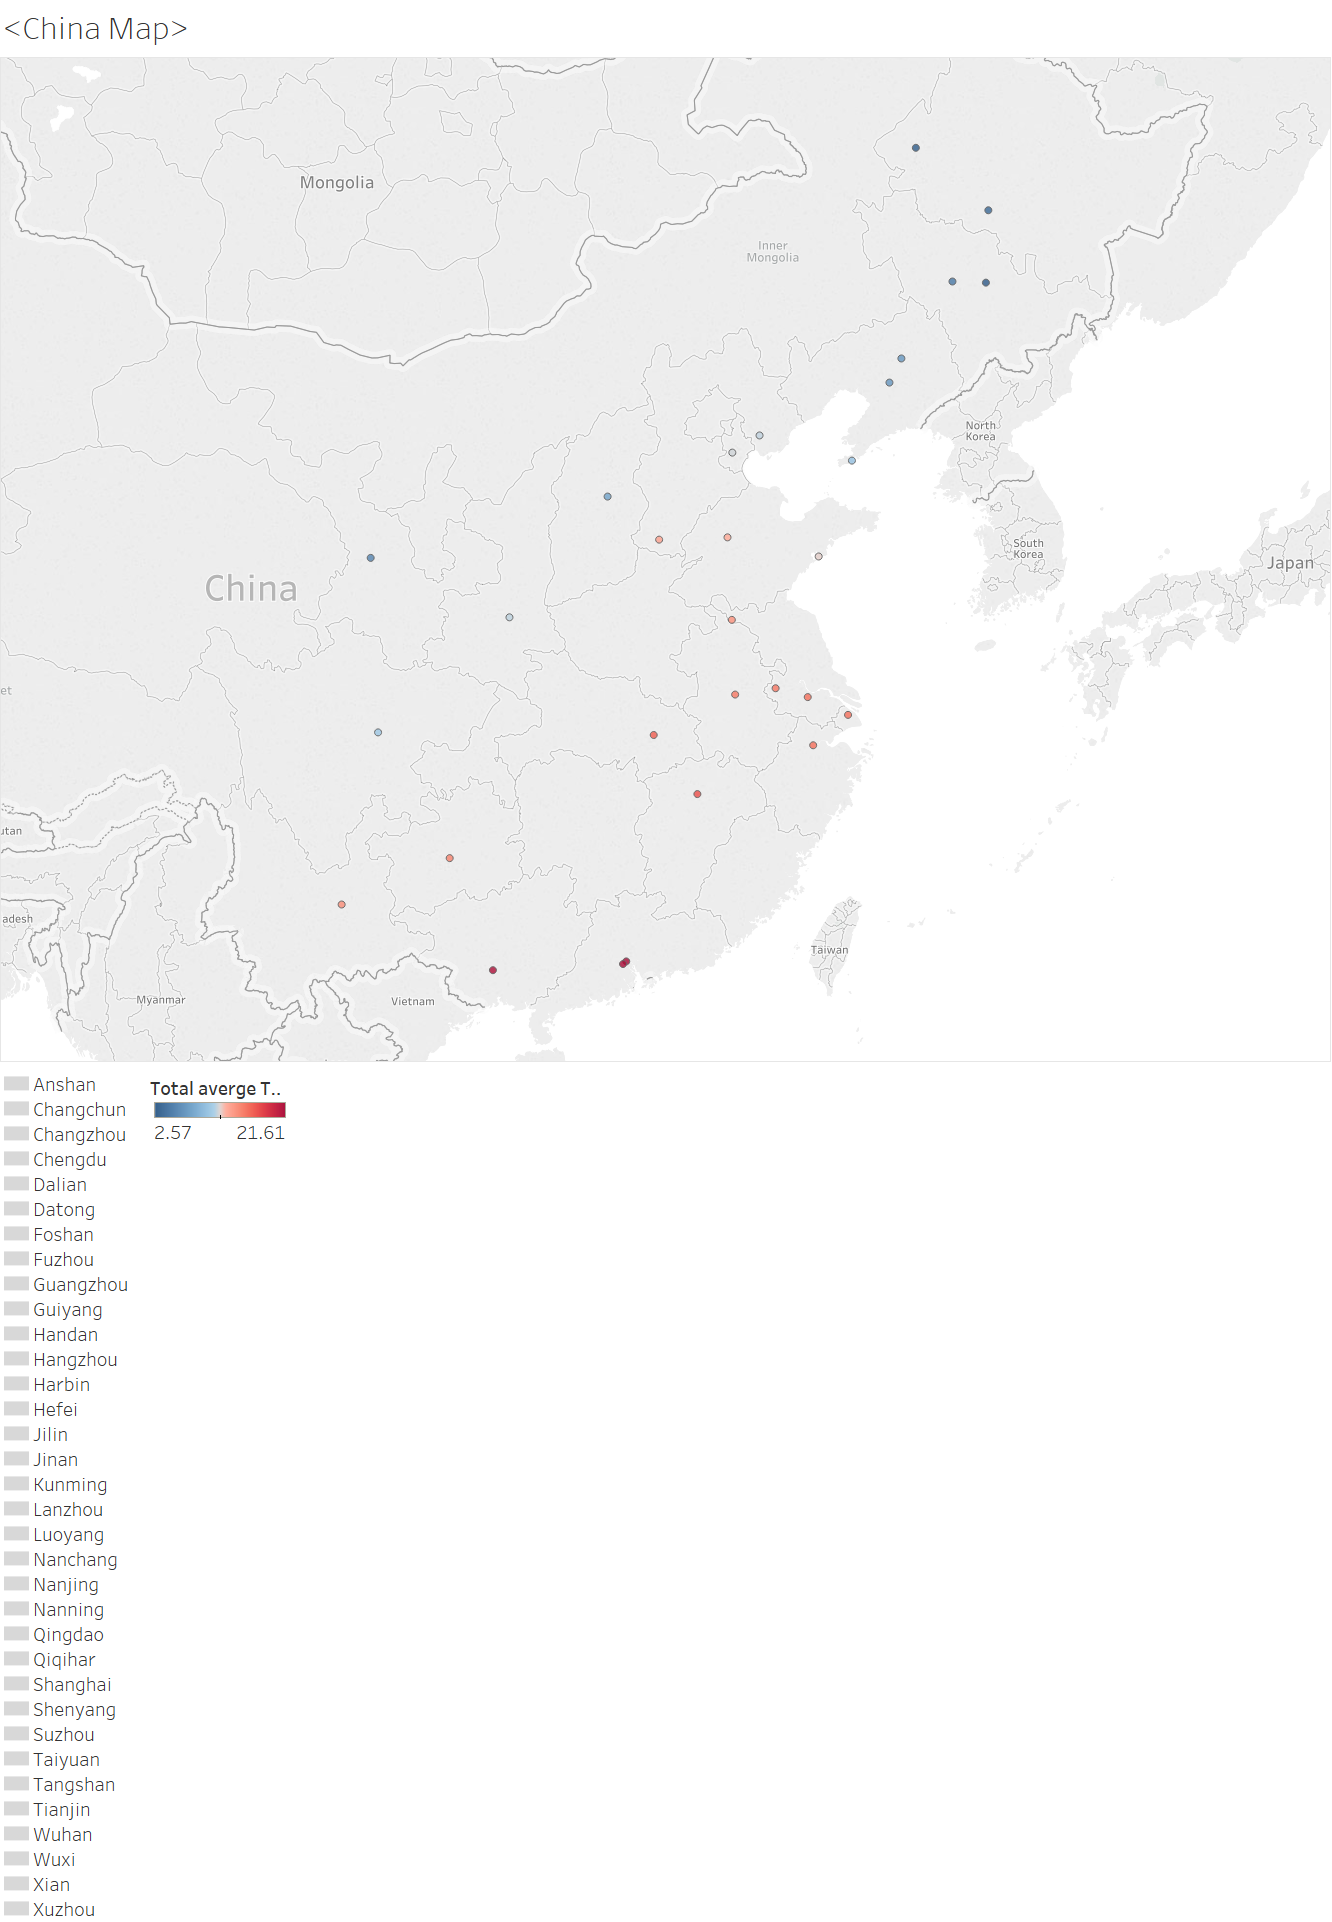 <China Map>
Mongolia
Inner
Mongolia
North
Korea
South
Korea
Japan
China
et
utan
adesh
Myanmar
Vietnam
Taiwan
Anshan
Changchun
Changzhou
Chengdu
Dalian
Datong
Foshan
Fuzhou
Guangzhou
Guiyang
Handan
Hangzhou
Harbin
Hefei
Jilin
Jinan
Kunming
Lanzhou
Luoyang
Nanchang
Nanjing
Nanning
Qingdao
Qiqihar
Shanghai
Shenyang
Suzhou
Taiyuan
Tangshan
Tianjin
Wuhan
Wuxi
Xian
Xuzhou
Total averge T..
2.57 21.61